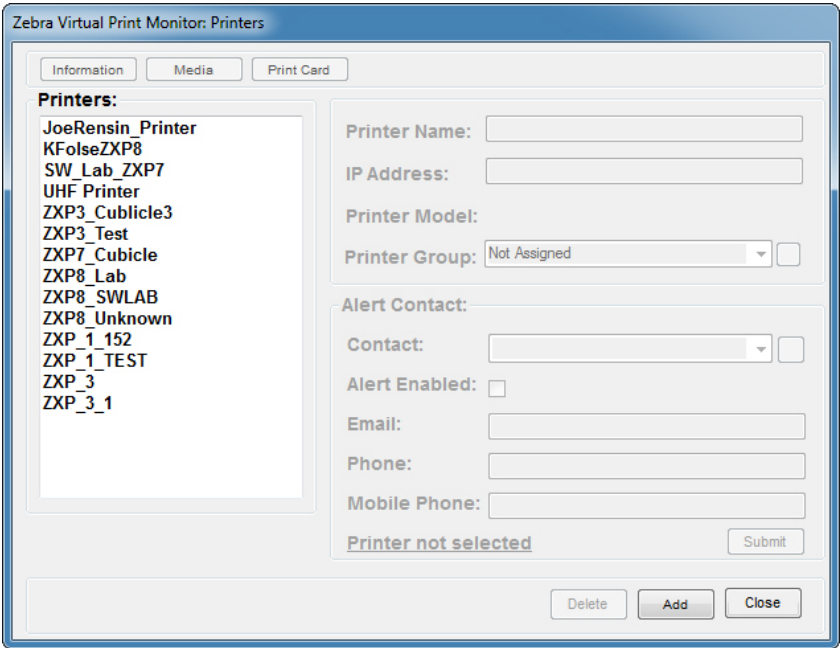 Zebra Virtual Print Monitor: Printers
Information Media Print Card
Printers:
JoeRensin_Printer
KFolseZXP8
SW_Lab_ZXP7
UHF Printer
ZXP3_Cublicle3
ZXP3_Test
ZXP7_Cubicle
ZXP8_Lab
ZXP8_SWLAB
ZXP8_Unknown
ZXP_1_152
ZXP_1_TEST
ZXP_3
ZXP_3_1
Printer Name:
IP Address:
Printer Model:
Printer Group: Not Assigned
Alert Contact:
Contact:
Alert Enabled:
Email:
Phone:
Mobile Phone:
Printer not selected Submit
Delete Add Close